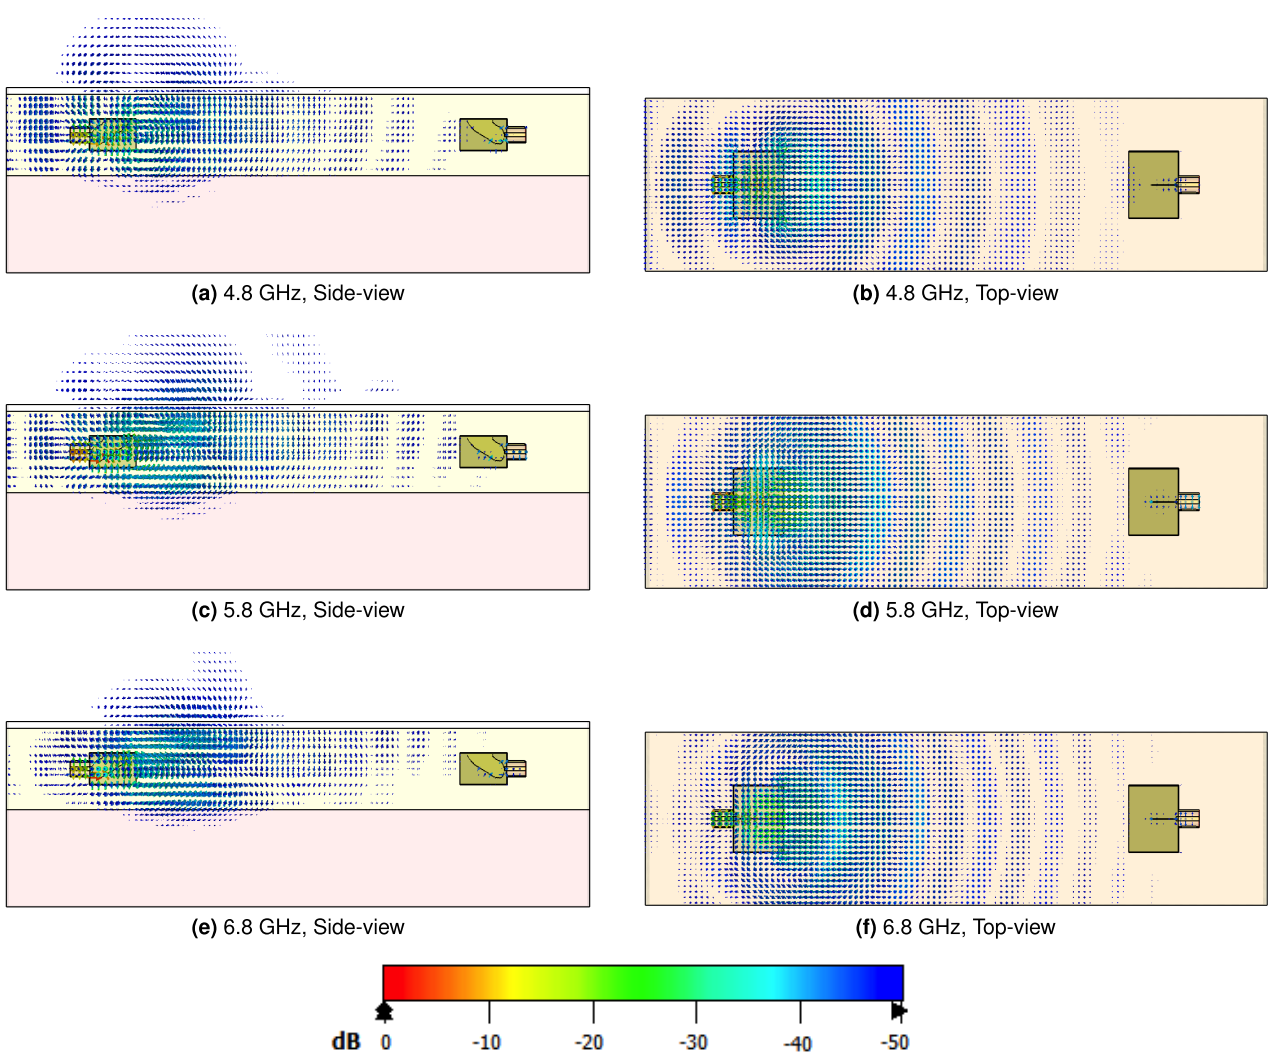 (a) 4.8 GHz, Side-view
(b) 4.8 GHz, Top-view
(c) 5.8 GHz, Side-view
(d) 5.8 GHz, Top-view
(e) 6.8 GHz, Side-view
(f) 6.8 GHz, Top-view
dB 0 -10 -20 -30 -40 -50